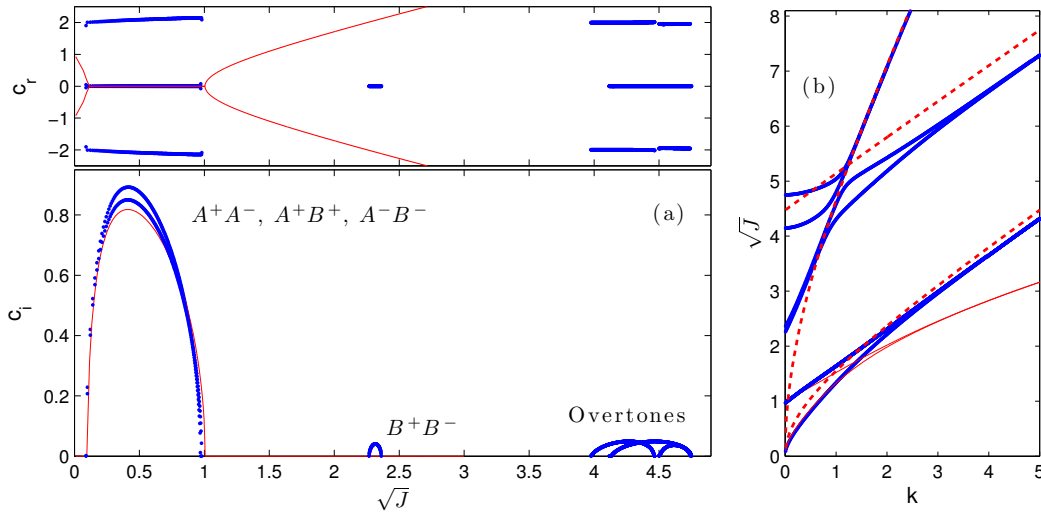 2
1
0
-1
-2
c_r
0.8
0.6
0.4
0.2
0
c_i
A⁺A⁻, A⁺B⁺, A⁻B⁻
(a)
B⁺B⁻
Overtones
0 0.5 1 1.5 2 2.5 3 3.5 4 4.5
√J
8
7
6
5
4
3
2
1
0
√J
(b)
0 1 2 3 4 5
k